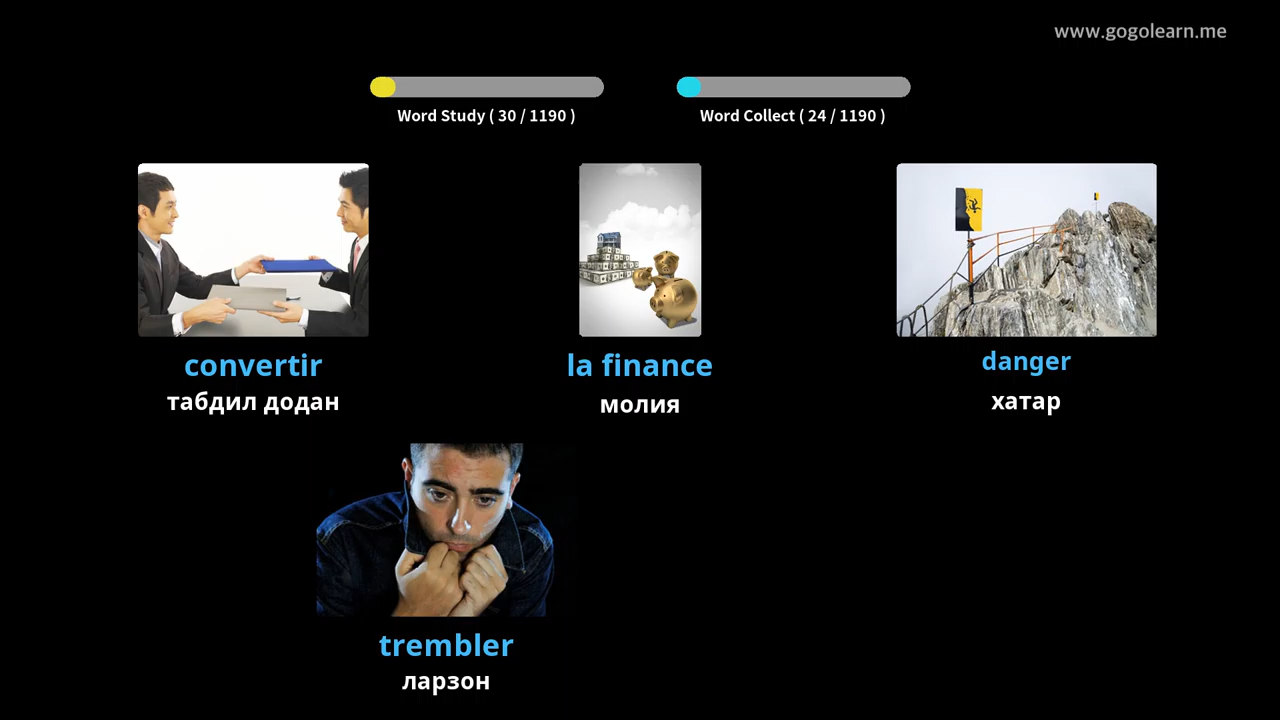 www.gogolearn.me
Word Study ( 30 / 1190 )
Word Collect ( 24 / 1190 )
convertir
табдил додан
la finance
молия
danger
хатар
trembler
ларзон